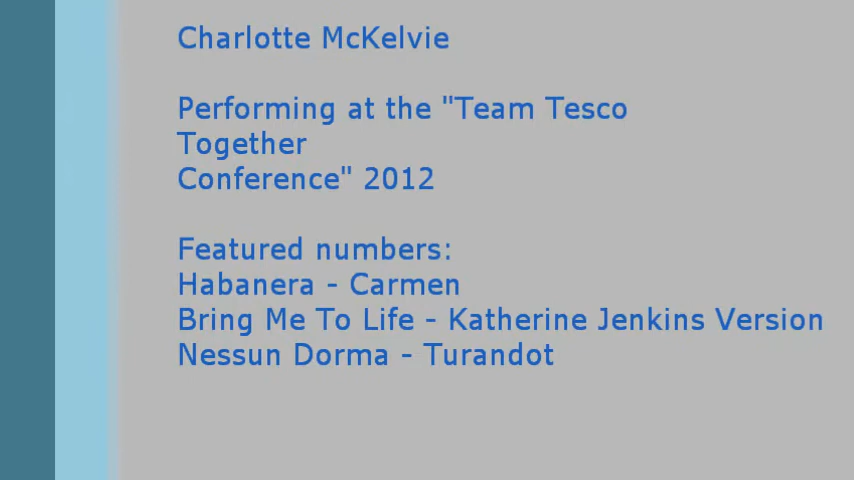 Charlotte McKelvie
Performing at the "Team Tesco
Together
Conference" 2012
Featured numbers:
Habanera - Carmen
Bring Me To Life - Katherine Jenkins Version
Nessun Dorma - Turandot